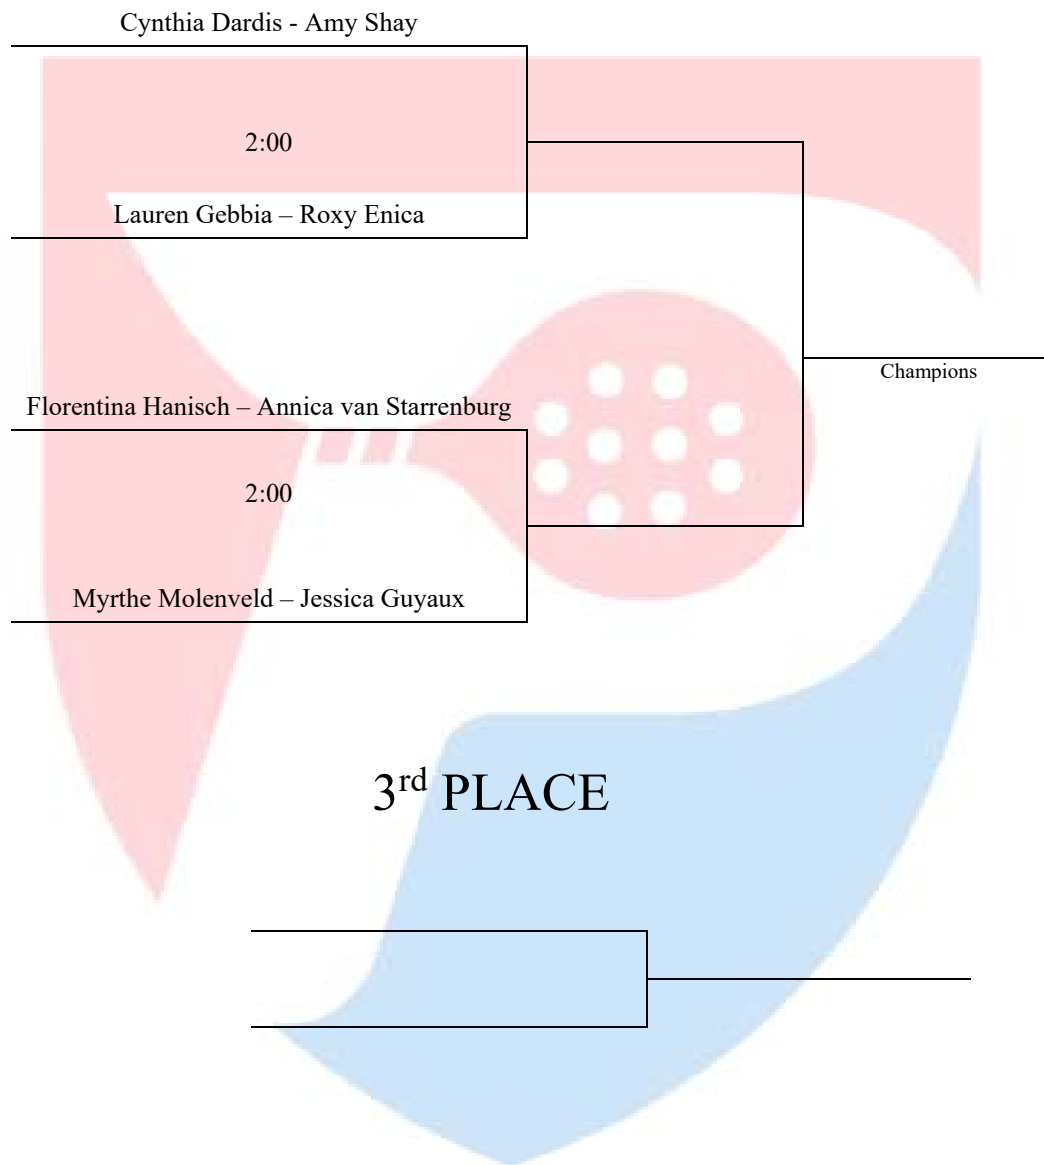 Cynthia Dardis - Amy Shay
2:00
Lauren Gebbia – Roxy Enica
Champions
Florentina Hanisch – Annica van Starrenburg
2:00
Myrthe Molenveld – Jessica Guyaux
3rd PLACE